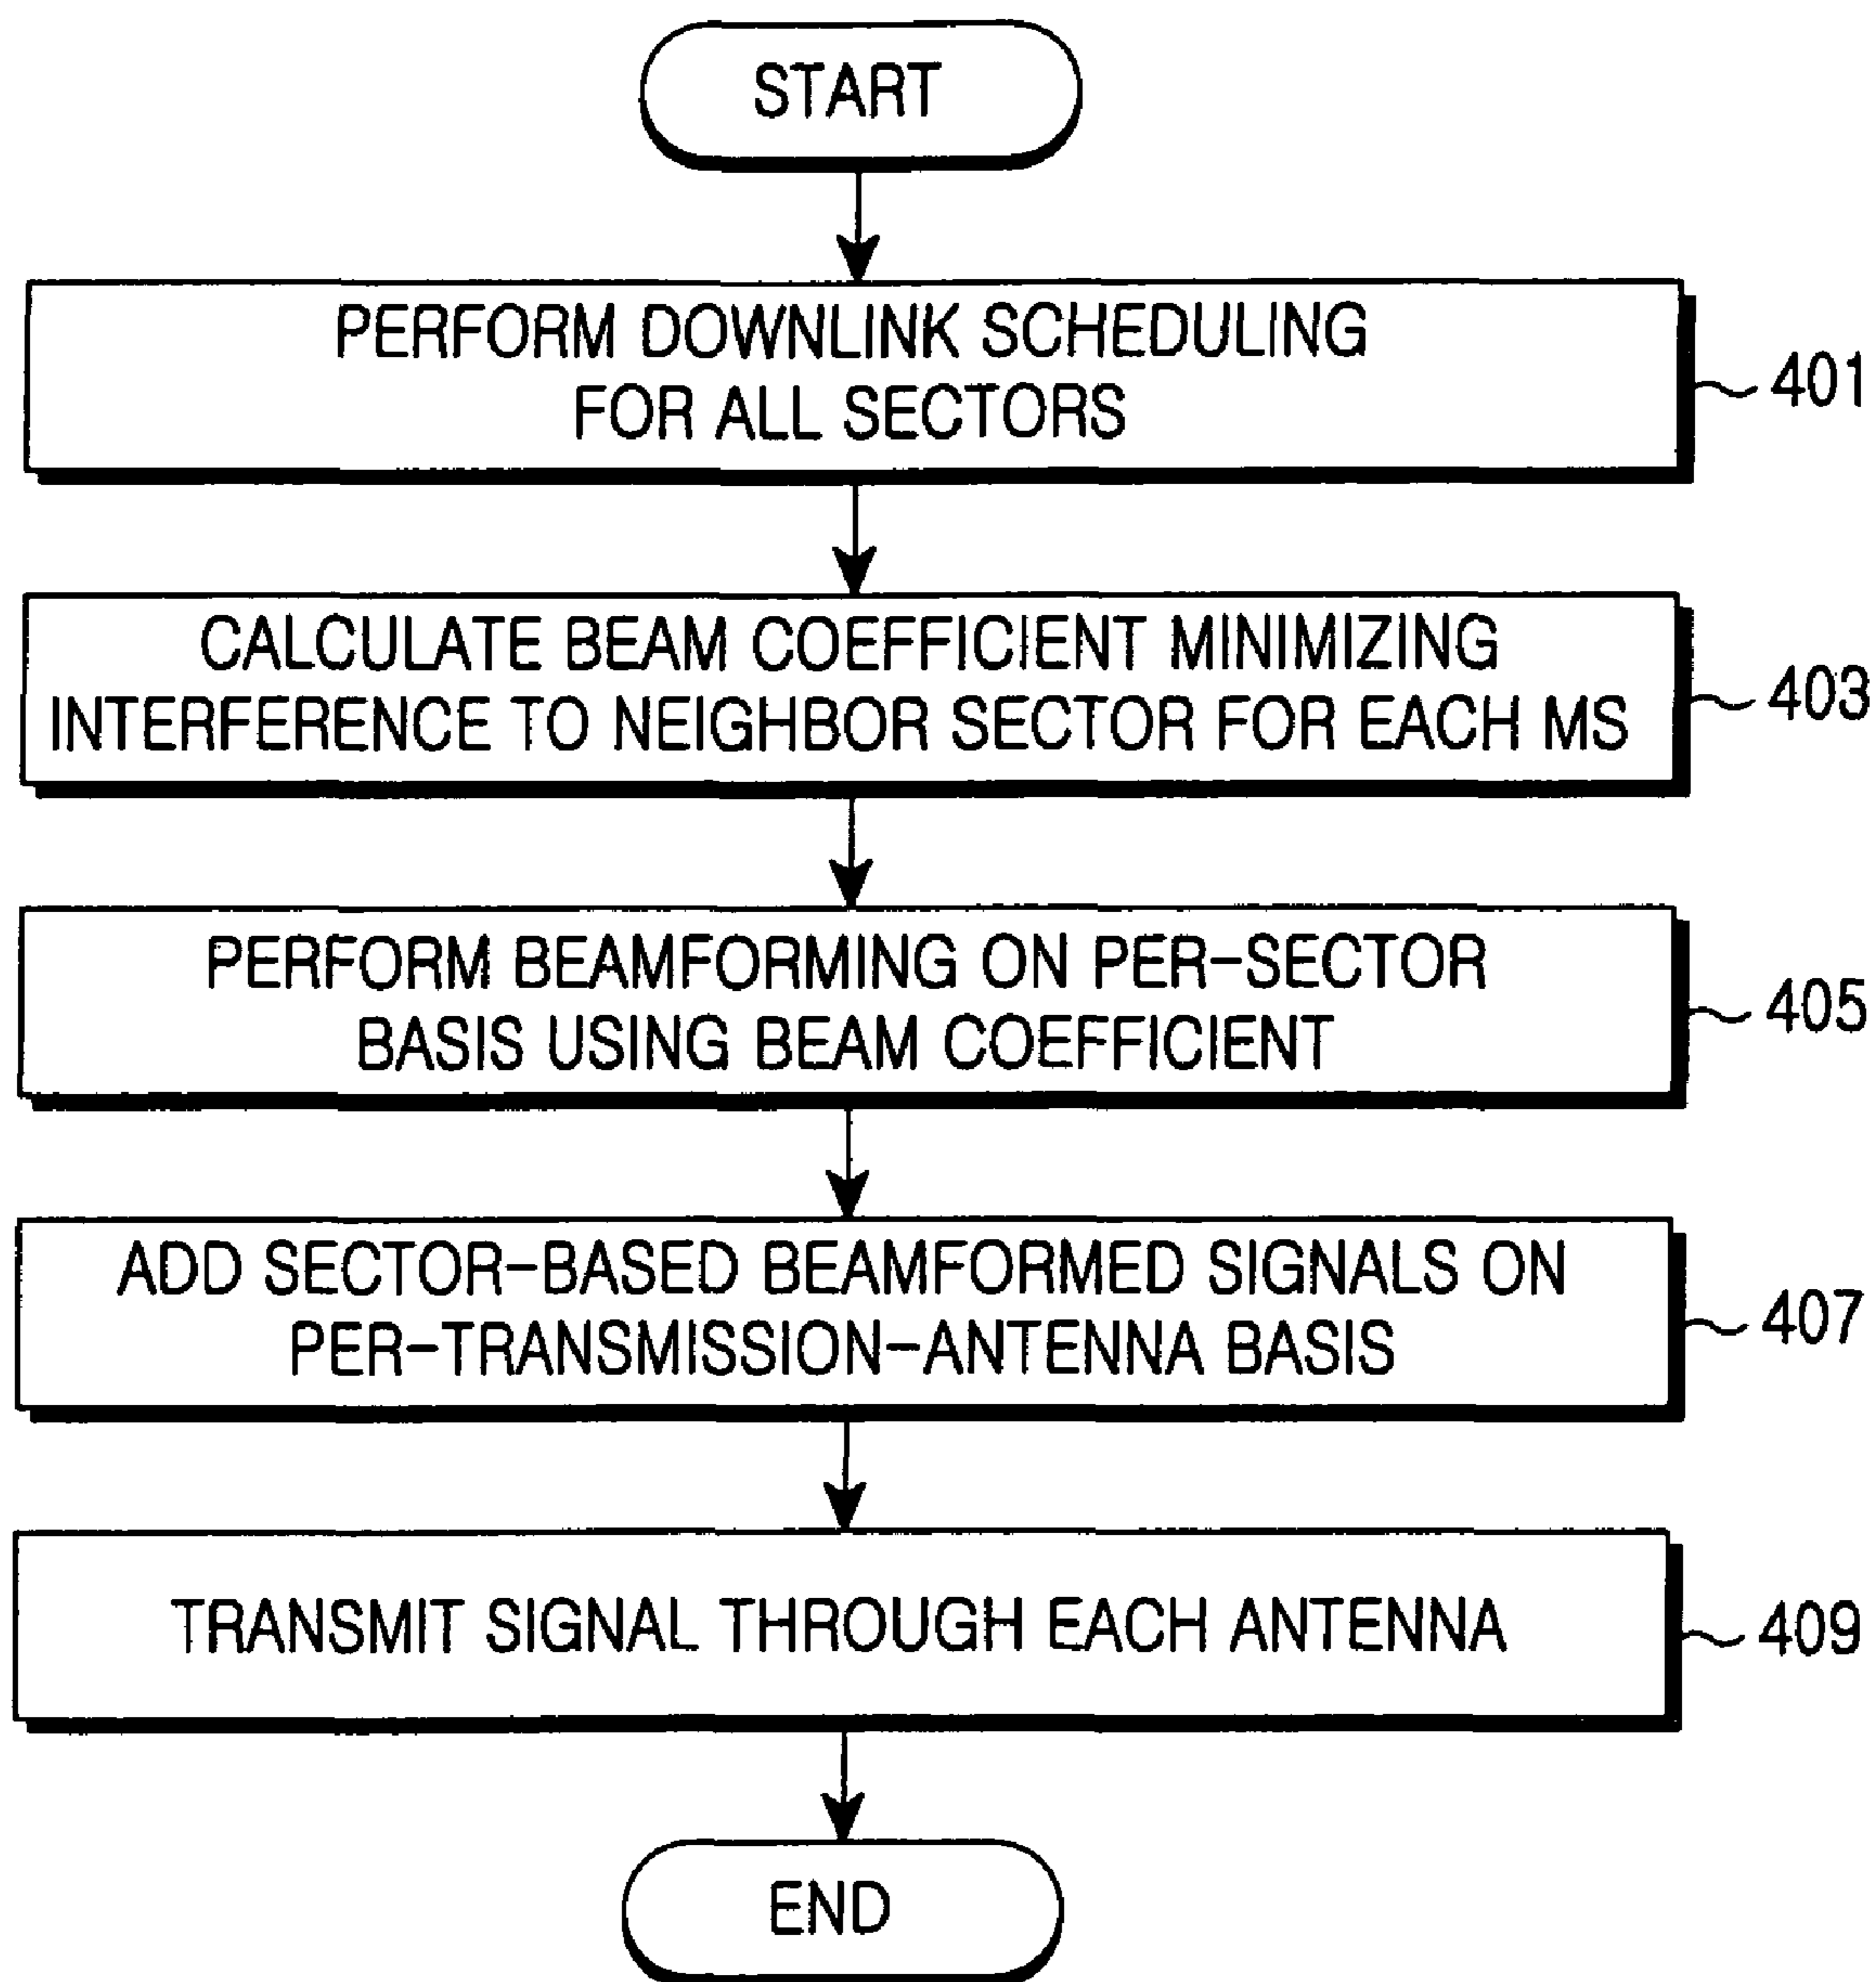 START
PERFORM DOWNLINK SCHEDULING
FOR ALL SECTORS
401
CALCULATE BEAM COEFFICIENT MINIMIZING
INTERFERENCE TO NEIGHBOR SECTOR FOR EACH MS
403
PERFORM BEAMFORMING ON PER-SECTOR
BASIS USING BEAM COEFFICIENT
405
ADD SECTOR-BASED BEAMFORMED SIGNALS ON
PER-TRANSMISSION-ANTENNA BASIS
407
TRANSMIT SIGNAL THROUGH EACH ANTENNA
409
END